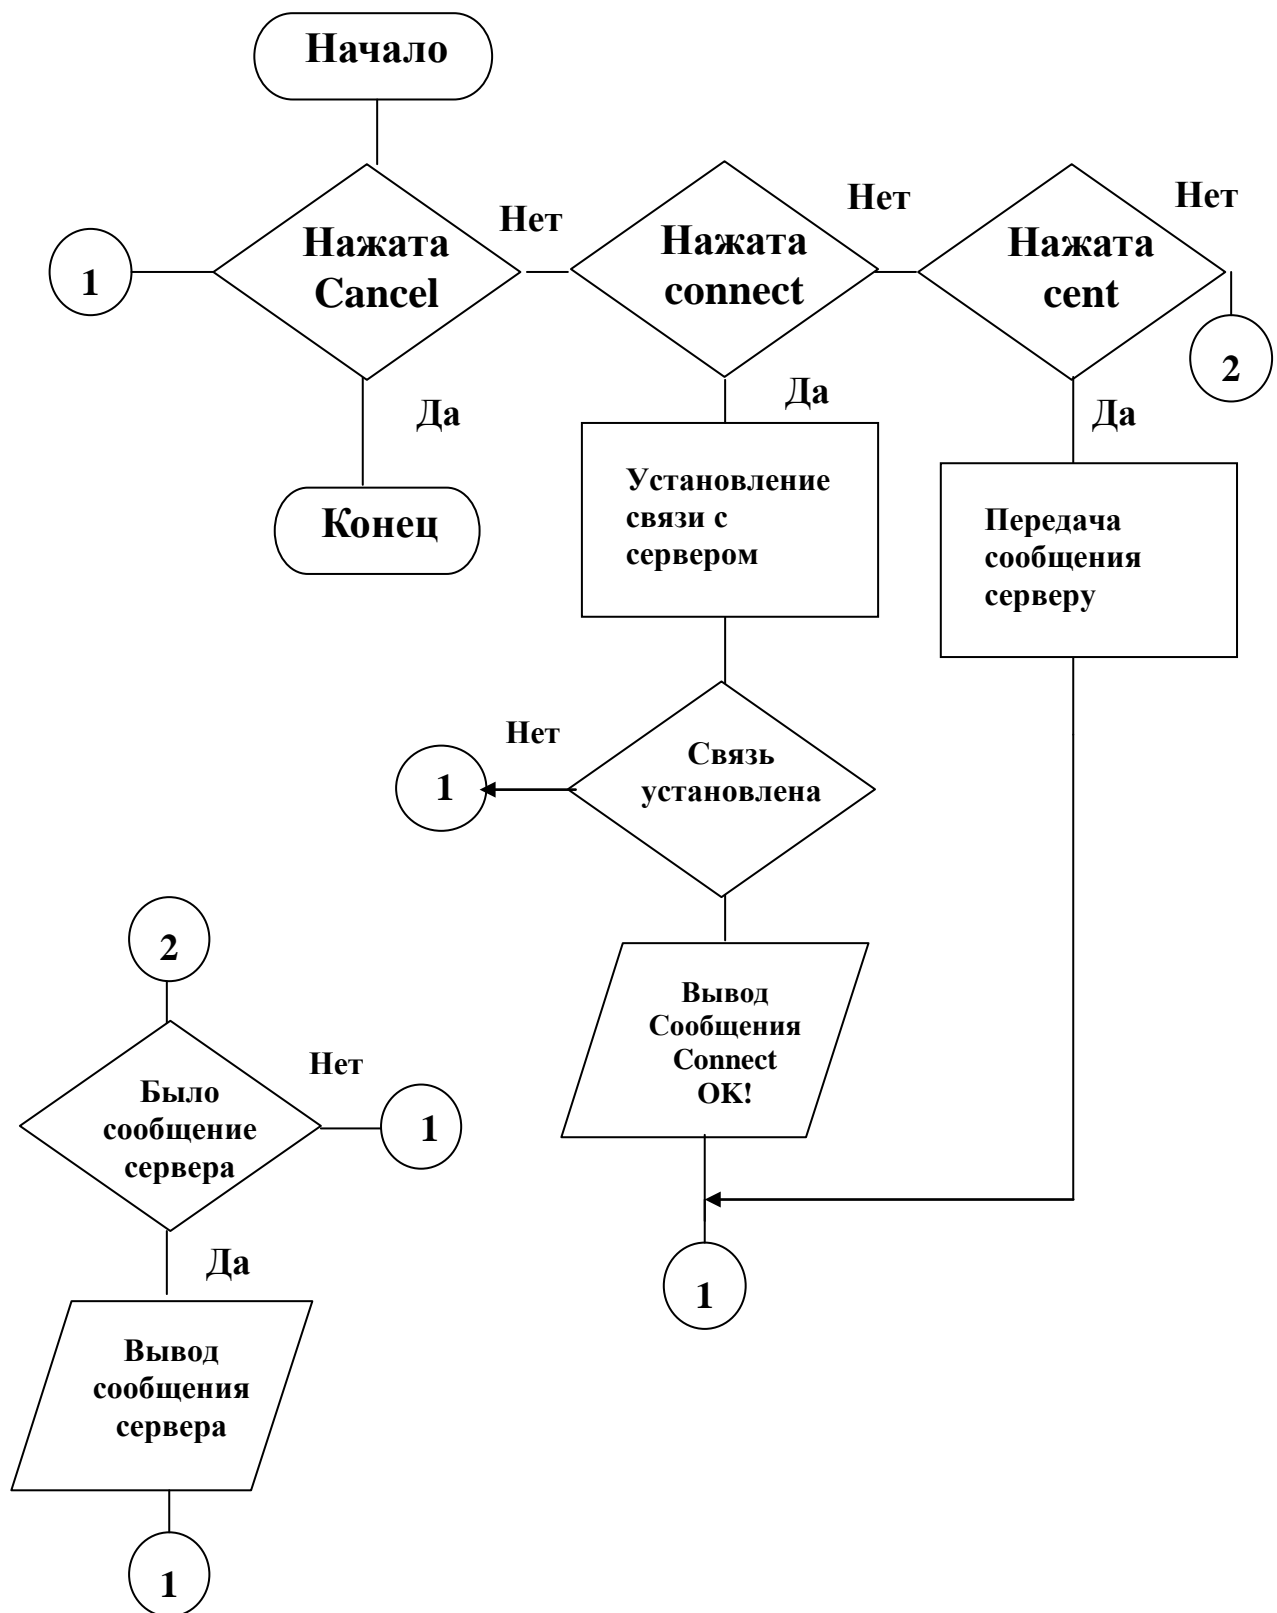 Начало
Нажата
Cancel
1
Нет
Нажата
connect
Нет
Нажата
cent
Нет
2
Да
Да
Да
Конец
Установление
связи с
сервером
Передача
сообщения
серверу
Связь
установлена
Нет
1
Вывод
Сообщения
Connect
OK!
1
2
Было
сообщение
сервера
Нет
1
Да
Вывод
сообщения
сервера
1